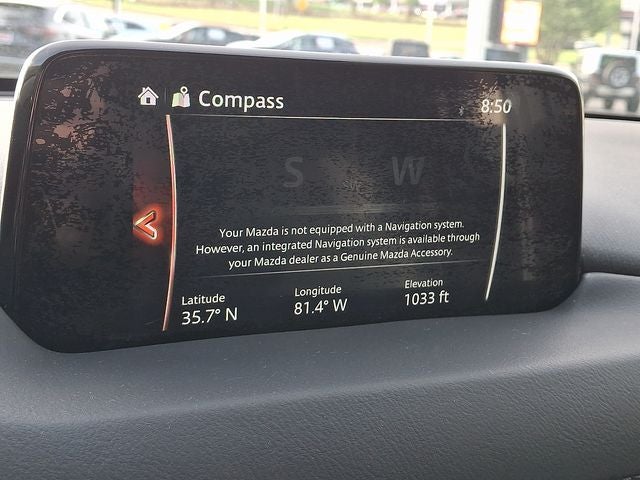 Compass
8:50
S W
Your Mazda is not equipped with a Navigation system.
However, an integrated Navigation system is available through
your Mazda dealer as a Genuine Mazda Accessory.
Latitude Longitude Elevation
35.7° N 81.4° W 1033 ft